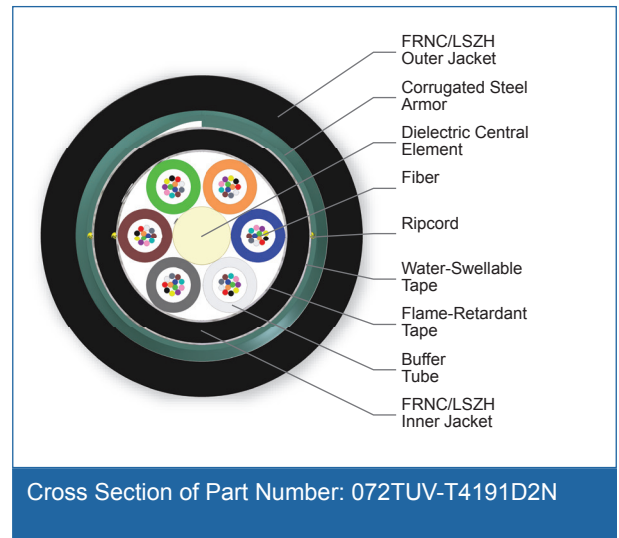 FRNC/LSZH
Outer Jacket
Corrugated Steel
Armor
Dielectric Central
Element
Fiber
Ripcord
Water-Swellable
Tape
Flame-Retardant
Tape
Buffer
Tube
FRNC/LSZH
Inner Jacket
Cross Section of Part Number: 072TUV-T4191D2N